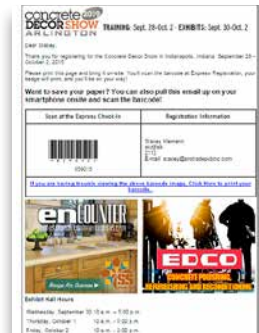 concrete 2015
DECOR SHOW
ARLINGTON
TRAINING: Sept. 28-Oct. 2 - EXHIBITS: Sept. 30-Oct. 2
Dear Stacey,
Thank you for registering for the Concrete Decor Show in Indianapolis, Indiana September 28 -
October 2, 2015
Please print this page and bring it onsite. You'll scan the barcode at Express Registration, your
badge will print, and you'll be on your way!
Want to save your paper? You can also pull this email up on your
smartphone onsite and scan the barcode!
Scan at the Express Check-in
Registration Information
Stacey Klemenc
E-mail:
If you are having trouble viewing the above barcode image, Click Here to print your
barcode.
enCOUNTER
EDCO
CONCRETE POLISHING,
REFURBISHING AND RECONDITIONING
Exhibit Hall Hours
Wednesday, September 30
Thursday, October 1
Friday, October 2